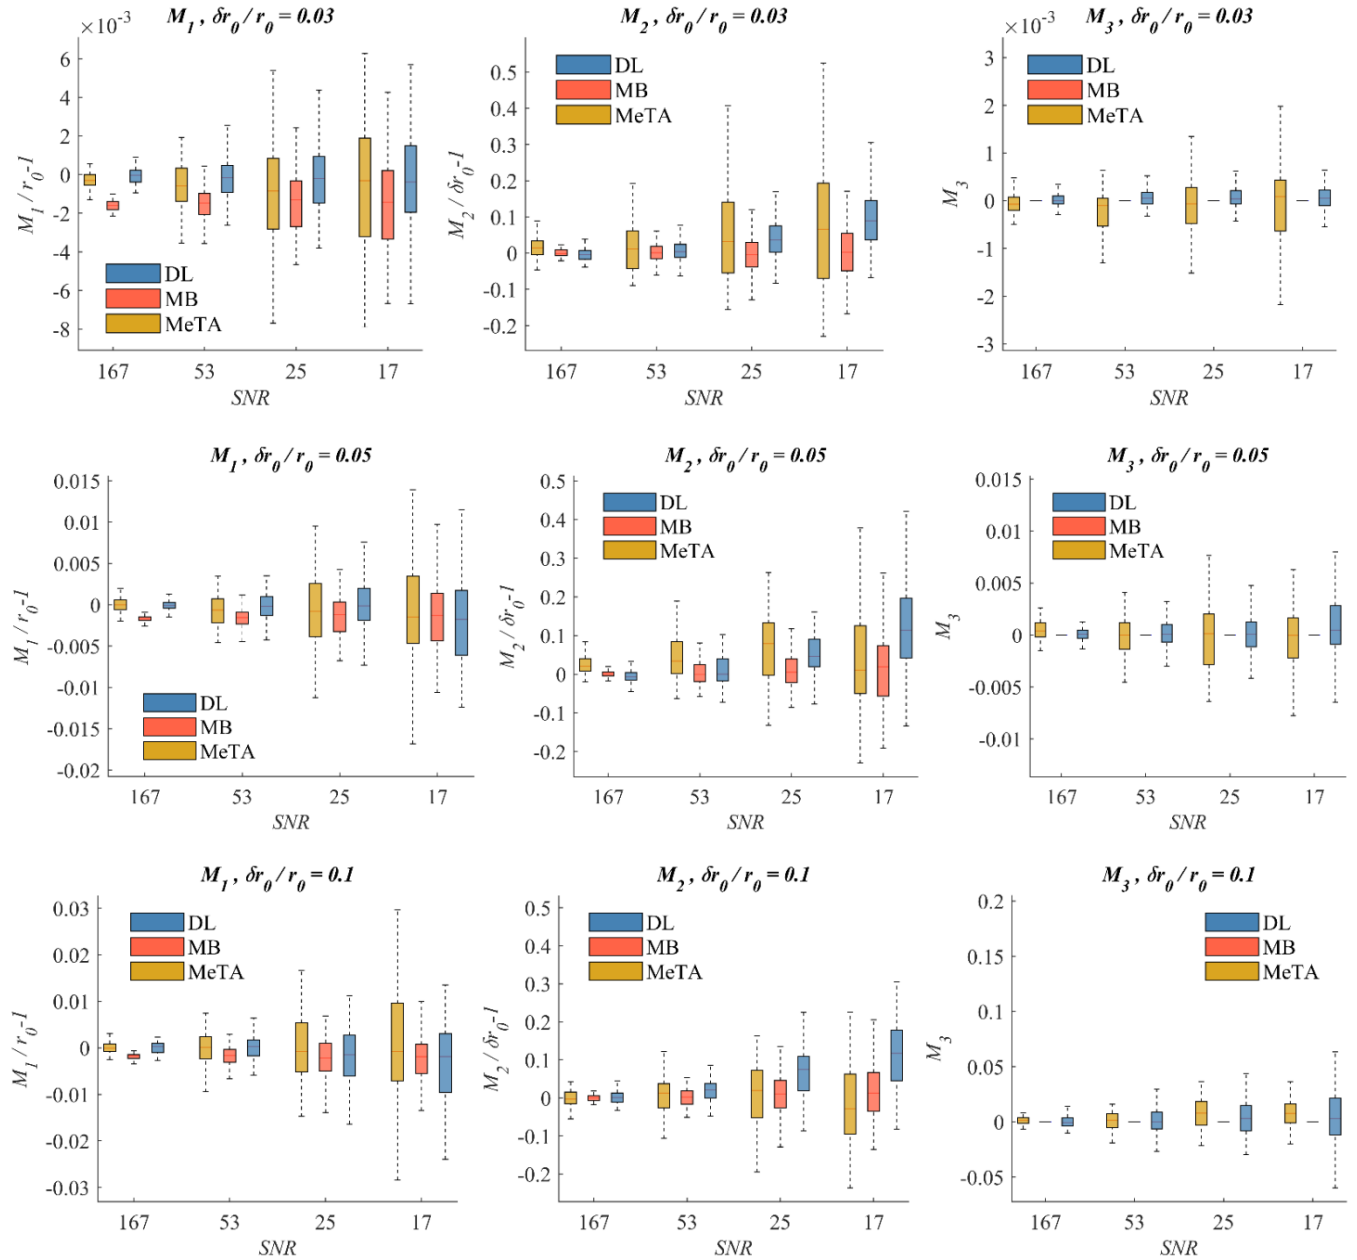 M1 , δr0 / r0 = 0.03
×10-3
6
4
2
0
-2
-4
-6
-8
M1 / r0-1
DL
MB
MeTA
167 53 25 17
SNR
M2 , δr0 / r0 = 0.03
0.5
0.4
0.3
0.2
0.1
0
-0.1
-0.2
M2 / δr0-1
DL
MB
MeTA
167 53 25 17
SNR
M3 , δr0 / r0 = 0.03
×10-3
3
2
1
0
-1
-2
-3
M3
DL
MB
MeTA
167 53 25 17
SNR
M1 , δr0 / r0 = 0.05
0.015
0.01
0.005
0
-0.005
-0.01
-0.015
-0.02
M1 / r0-1
DL
MB
MeTA
167 53 25 17
SNR
M2 , δr0 / r0 = 0.05
0.5
0.4
0.3
0.2
0.1
0
-0.1
-0.2
M2 / δr0-1
DL
MB
MeTA
167 53 25 17
SNR
M3 , δr0 / r0 = 0.05
0.015
0.01
0.005
0
-0.005
-0.01
M3
DL
MB
MeTA
167 53 25 17
SNR
M1 , δr0 / r0 = 0.1
0.03
0.02
0.01
0
-0.01
-0.02
-0.03
M1 / r0-1
DL
MB
MeTA
167 53 25 17
SNR
M2 , δr0 / r0 = 0.1
0.5
0.4
0.3
0.2
0.1
0
-0.1
-0.2
M2 / δr0-1
DL
MB
MeTA
167 53 25 17
SNR
M3 , δr0 / r0 = 0.1
0.2
0.15
0.1
0.05
0
-0.05
M3
DL
MB
MeTA
167 53 25 17
SNR